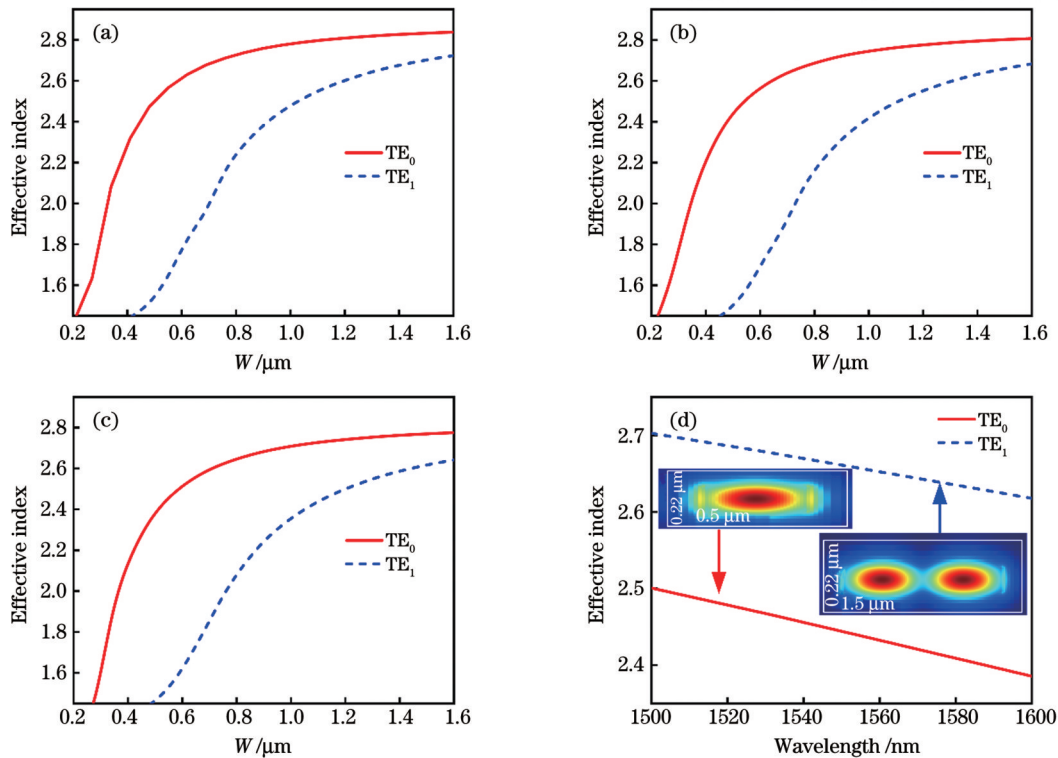 (a)
Effective index
2.8
2.6
2.4
2.2
2.0
1.8
1.6
TE₀
TE₁
0.2 0.4 0.6 0.8 1.0 1.2 1.4 1.6
W /μm
(b)
Effective index
2.8
2.6
2.4
2.2
2.0
1.8
1.6
TE₀
TE₁
0.2 0.4 0.6 0.8 1.0 1.2 1.4 1.6
W /μm
(c)
Effective index
2.8
2.6
2.4
2.2
2.0
1.8
1.6
TE₀
TE₁
0.2 0.4 0.6 0.8 1.0 1.2 1.4 1.6
W /μm
(d)
TE₀
TE₁
Effective index
2.7
2.6
2.5
2.4
0.22 μm
0.5 μm
0.22 μm
1.5 μm
1500 1520 1540 1560 1580 1600
Wavelength /nm